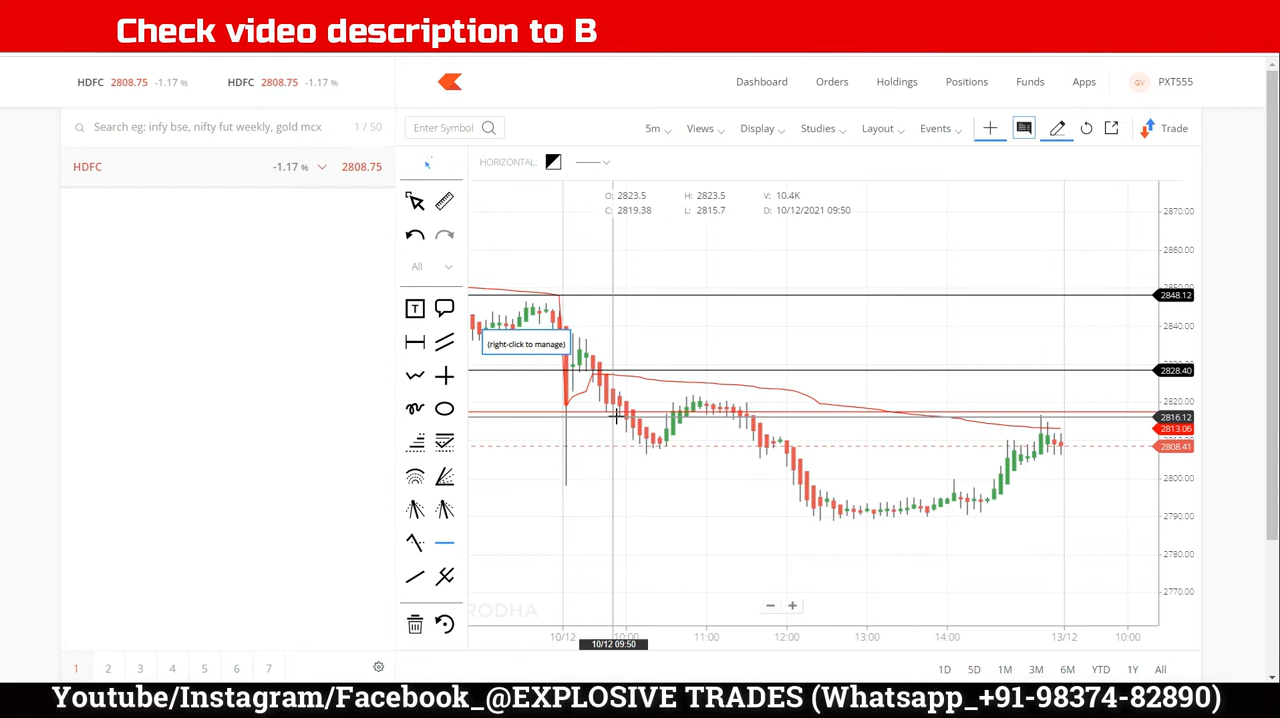 Check video description to B
HDFC 2808.75 -1.17 % HDFC 2808.75 -1.17 %
Dashboard Orders Holdings Positions Funds Apps GV PXT555
Search eg: infy bse, nifty fut weekly, gold mcx 1 / 50
Enter Symbol 5m Views Display Studies Layout Events Trade
HDFC -1.17 % 2808.75
HORIZONTAL:
O: 2823.5 H: 2823.5 V: 10.4K
C: 2819.38 L: 2815.7 D: 10/12/2021 09:50
2870.00
2860.00
All
2848.12
2840.00
(right-click to manage)
2828.40
2820.00
2816.12
2813.06
2808.41
2800.00
2790.00
2780.00
2770.00
T
RODHA
10/12 10:00 11:00 12:00 13:00 14:00 13/12 10:00
10/12 09:50
1 2 3 4 5 6 7
1D 5D 1M 3M 6M YTD 1Y All
Youtube/Instagram/Facebook_@EXPLOSIVE TRADES (Whatsapp_+91-98374-82890)